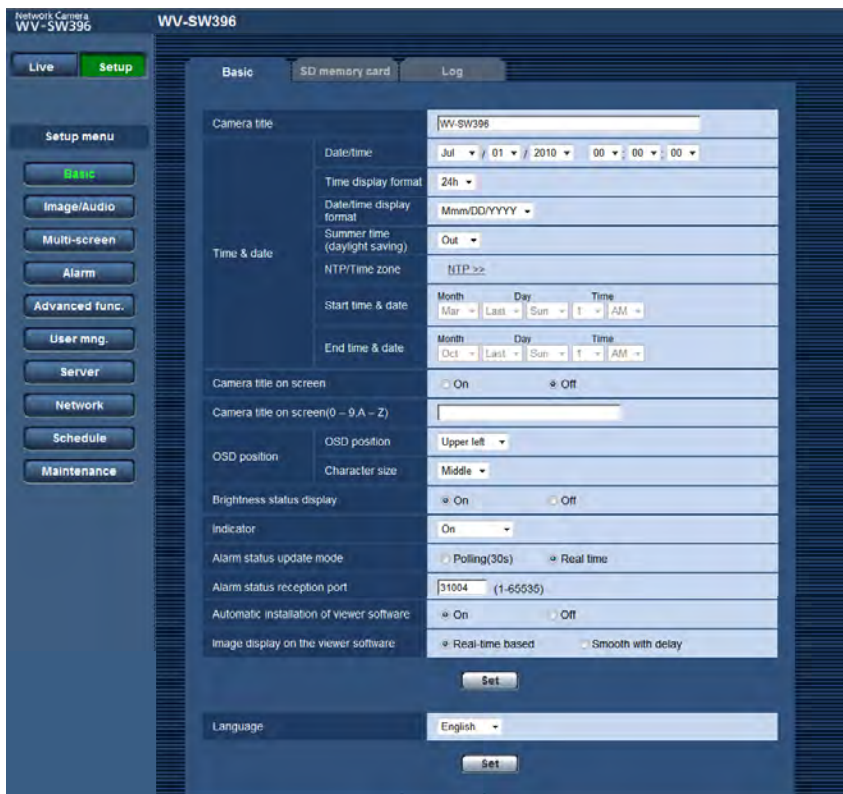 Network Camera
WV-SW396
WV-SW396
Live
Setup
Setup menu
Basic
Image/Audio
Multi-screen
Alarm
Advanced func.
User mng.
Server
Network
Schedule
Maintenance
Basic
SD memory card
Log
Camera title
WV-SW396
Time & date
Date/time
Jul / 01 / 2010 00 : 00 : 00
Time display format
24h
Date/time display
format
Mmm/DD/YYYY
Summer time
(daylight saving)
Out
NTP/Time zone
NTP >>
Start time & date
Month Day Time
Mar Last Sun 1 AM
End time & date
Month Day Time
Oct Last Sun 1 AM
Camera title on screen
On Off
Camera title on screen(0 – 9,A – Z)
OSD position
OSD position
Upper left
Character size
Middle
Brightness status display
On Off
Indicator
On
Alarm status update mode
Polling(30s) Real time
Alarm status reception port
31004 (1-65535)
Automatic installation of viewer software
On Off
Image display on the viewer software
Real-time based Smooth with delay
Set
Language
English
Set